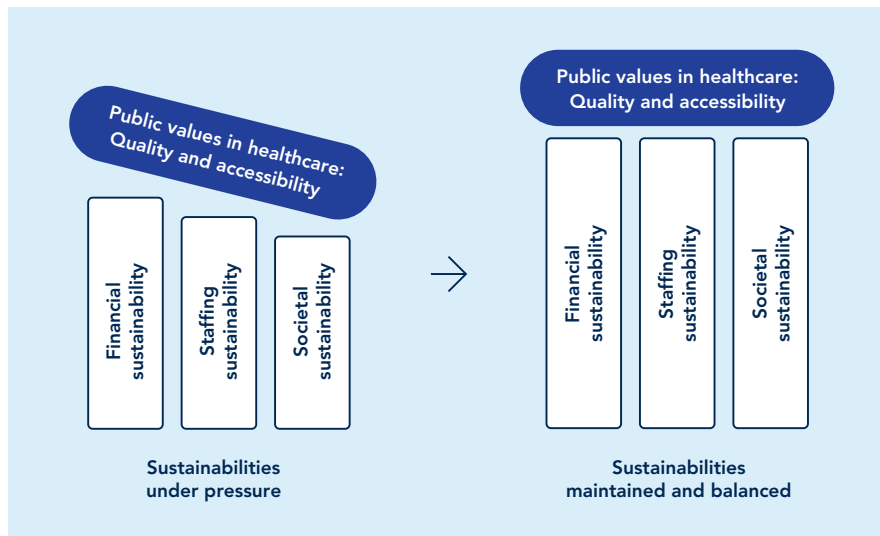 Public values in healthcare:
Quality and accessibility
Financial
sustainability
Staffing
sustainability
Societal
sustainability
Sustainabilities
under pressure
Public values in healthcare:
Quality and accessibility
Financial
sustainability
Staffing
sustainability
Societal
sustainability
Sustainabilities
maintained and balanced